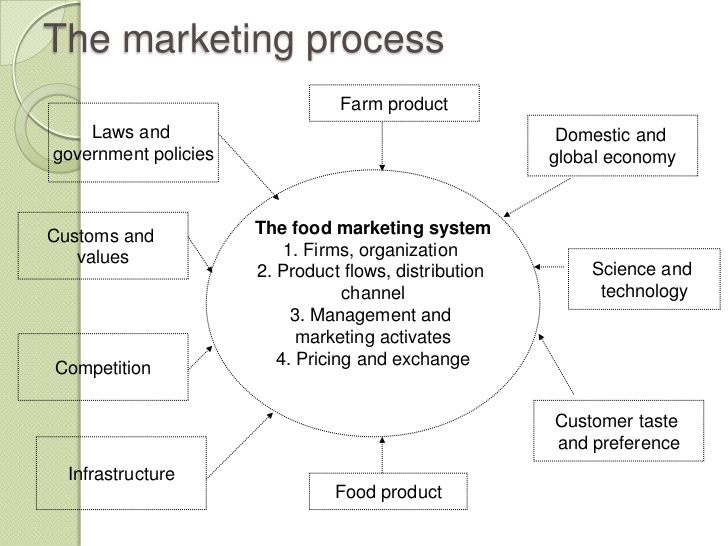 The marketing process
Farm product
Laws and
government policies
Domestic and
global economy
Customs and
values
The food marketing system
1. Firms, organization
2. Product flows, distribution
channel
3. Management and
marketing activates
4. Pricing and exchange
Science and
technology
Competition
Customer taste
and preference
Infrastructure
Food product